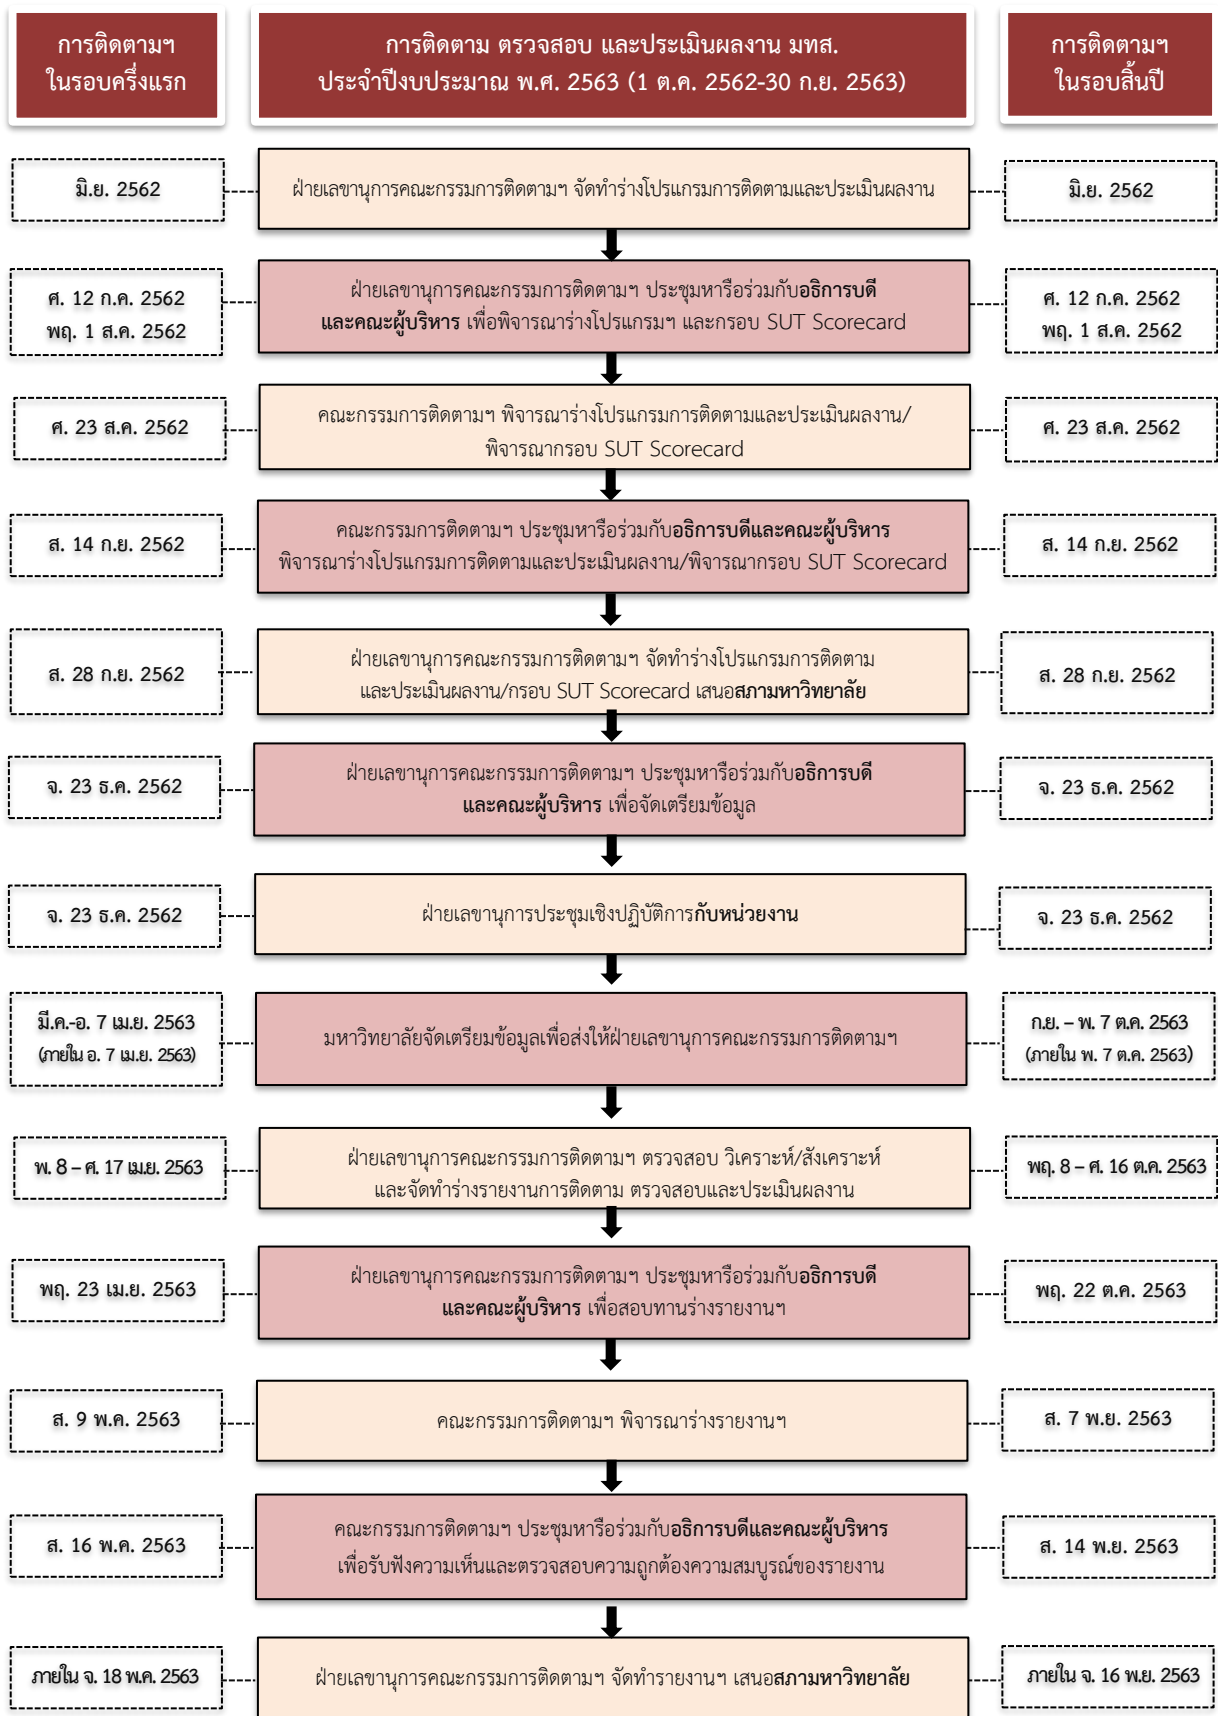 การติดตามฯ
ในรอบครึ่งแรก
การติดตาม ตรวจสอบ และประเมินผลงาน มทส.
ประจำปีงบประมาณ พ.ศ. 2563 (1 ต.ค. 2562-30 ก.ย. 2563)
การติดตามฯ
ในรอบสิ้นปี
มิ.ย. 2562
ฝ่ายเลขานุการคณะกรรมการติดตามฯ จัดทำร่างโปรแกรมการติดตามและประเมินผลงาน
มิ.ย. 2562
ศ. 12 ก.ค. 2562
พฤ. 1 ส.ค. 2562
ฝ่ายเลขานุการคณะกรรมการติดตามฯ ประชุมหารือร่วมกับอธิการบดี
และคณะผู้บริหาร เพื่อพิจารณาร่างโปรแกรมฯ และกรอบ SUT Scorecard
ศ. 12 ก.ค. 2562
พฤ. 1 ส.ค. 2562
ศ. 23 ส.ค. 2562
คณะกรรมการติดตามฯ พิจารณาร่างโปรแกรมการติดตามและประเมินผลงาน/
พิจารณากรอบ SUT Scorecard
ศ. 23 ส.ค. 2562
ส. 14 ก.ย. 2562
คณะกรรมการติดตามฯ ประชุมหารือร่วมกับอธิการบดีและคณะผู้บริหาร
พิจารณาร่างโปรแกรมการติดตามและประเมินผลงาน/พิจารณากรอบ SUT Scorecard
ส. 14 ก.ย. 2562
ส. 28 ก.ย. 2562
ฝ่ายเลขานุการคณะกรรมการติดตามฯ จัดทำร่างโปรแกรมการติดตาม
และประเมินผลงาน/กรอบ SUT Scorecard เสนอสภามหาวิทยาลัย
ส. 28 ก.ย. 2562
จ. 23 ธ.ค. 2562
ฝ่ายเลขานุการคณะกรรมการติดตามฯ ประชุมหารือร่วมกับอธิการบดี
และคณะผู้บริหาร เพื่อจัดเตรียมข้อมูล
จ. 23 ธ.ค. 2562
จ. 23 ธ.ค. 2562
ฝ่ายเลขานุการประชุมเชิงปฏิบัติการกับหน่วยงาน
จ. 23 ธ.ค. 2562
มี.ค.-อ. 7 เม.ย. 2563
(ภายใน อ. 7 เม.ย. 2563)
มหาวิทยาลัยจัดเตรียมข้อมูลเพื่อส่งให้ฝ่ายเลขานุการคณะกรรมการติดตามฯ
ก.ย. – พ. 7 ต.ค. 2563
(ภายใน พ. 7 ต.ค. 2563)
พ. 8 – ศ. 17 เม.ย. 2563
ฝ่ายเลขานุการคณะกรรมการติดตามฯ ตรวจสอบ วิเคราะห์/สังเคราะห์
และจัดทำร่างรายงานการติดตาม ตรวจสอบและประเมินผลงาน
พฤ. 8 – ศ. 16 ต.ค. 2563
พฤ. 23 เม.ย. 2563
ฝ่ายเลขานุการคณะกรรมการติดตามฯ ประชุมหารือร่วมกับอธิการบดี
และคณะผู้บริหาร เพื่อสอบทานร่างรายงานฯ
พฤ. 22 ต.ค. 2563
ส. 9 พ.ค. 2563
คณะกรรมการติดตามฯ พิจารณาร่างรายงานฯ
ส. 7 พ.ย. 2563
ส. 16 พ.ค. 2563
คณะกรรมการติดตามฯ ประชุมหารือร่วมกับอธิการบดีและคณะผู้บริหาร
เพื่อรับฟังความเห็นและตรวจสอบความถูกต้องความสมบูรณ์ของรายงาน
ส. 14 พ.ย. 2563
ภายใน จ. 18 พ.ค. 2563
ฝ่ายเลขานุการคณะกรรมการติดตามฯ จัดทำรายงานฯ เสนอสภามหาวิทยาลัย
ภายใน จ. 16 พ.ย. 2563